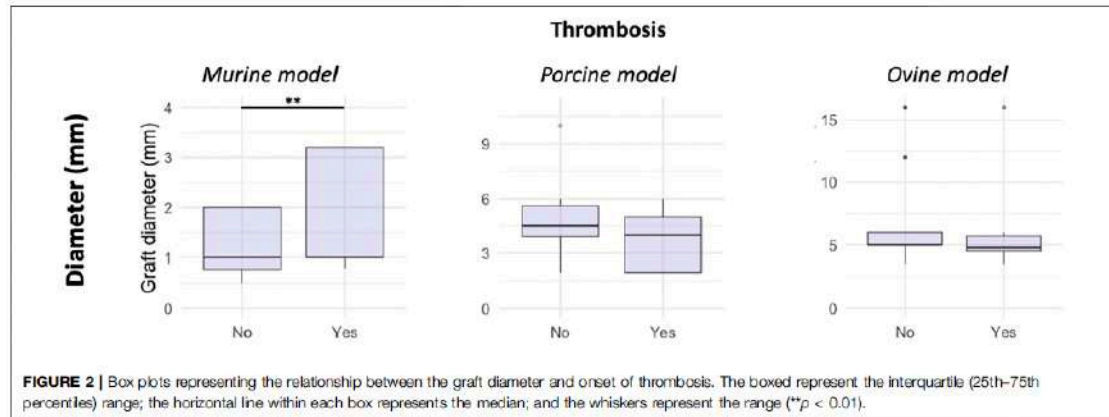 Thrombosis
Murine model
Porcine model
Ovine model
Diameter (mm)
Graft diameter (mm)
4
3
2
1
0
**
No
Yes
9
6
3
0
No
Yes
15
10
5
0
No
Yes
FIGURE 2 | Box plots representing the relationship between the graft diameter and onset of thrombosis. The boxed represent the interquartile (25th–75th
percentiles) range; the horizontal line within each box represents the median; and the whiskers represent the range (**p < 0.01).